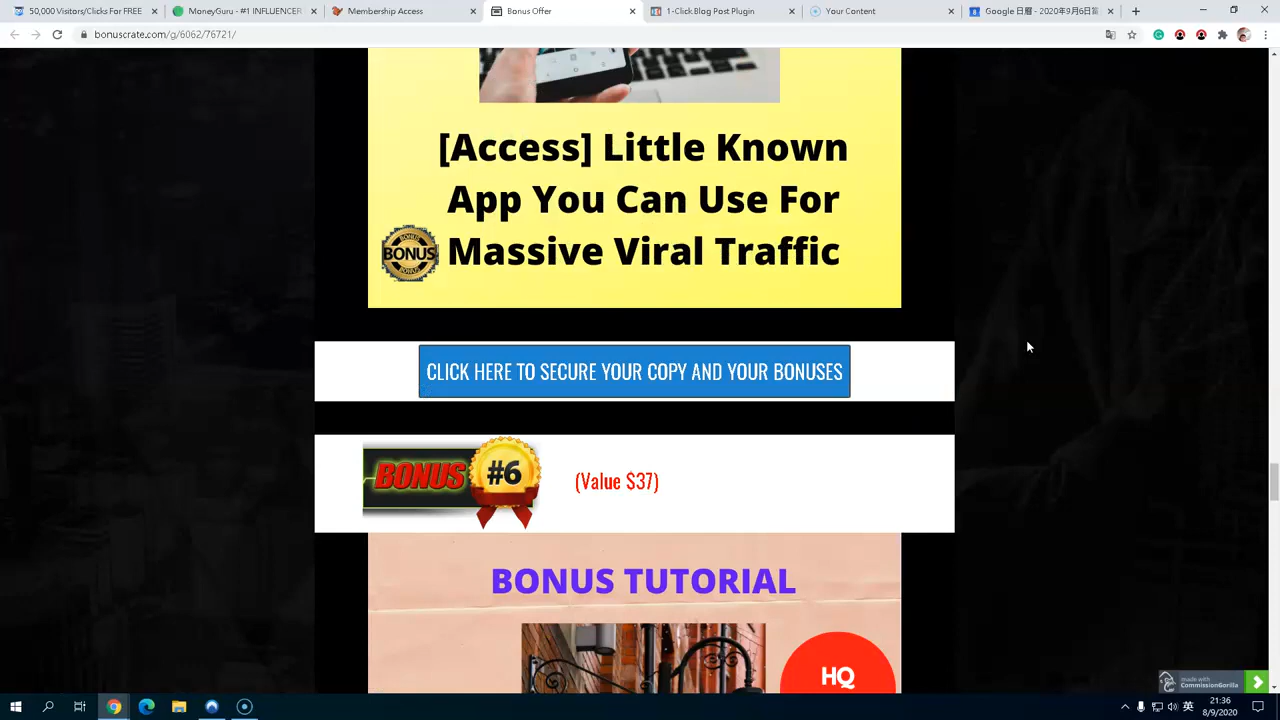 50,000 Visitors/Clicks For FREE
MoneyGuru - #1 INFLUENCER
Membership Access
Bonus Offer
1-Click Blog Post Plugin
Your Content
Google 日曆 - 2020年9月6日
bonuscrate.com/g/6062/76721/
[Access] Little Known
App You Can Use For
Massive Viral Traffic
BONUS
CLICK HERE TO SECURE YOUR COPY AND YOUR BONUSES
BONUS #6
(Value $37)
BONUS TUTORIAL
HQ
made with
CommissionGorilla
英
21:36
8/9/2020